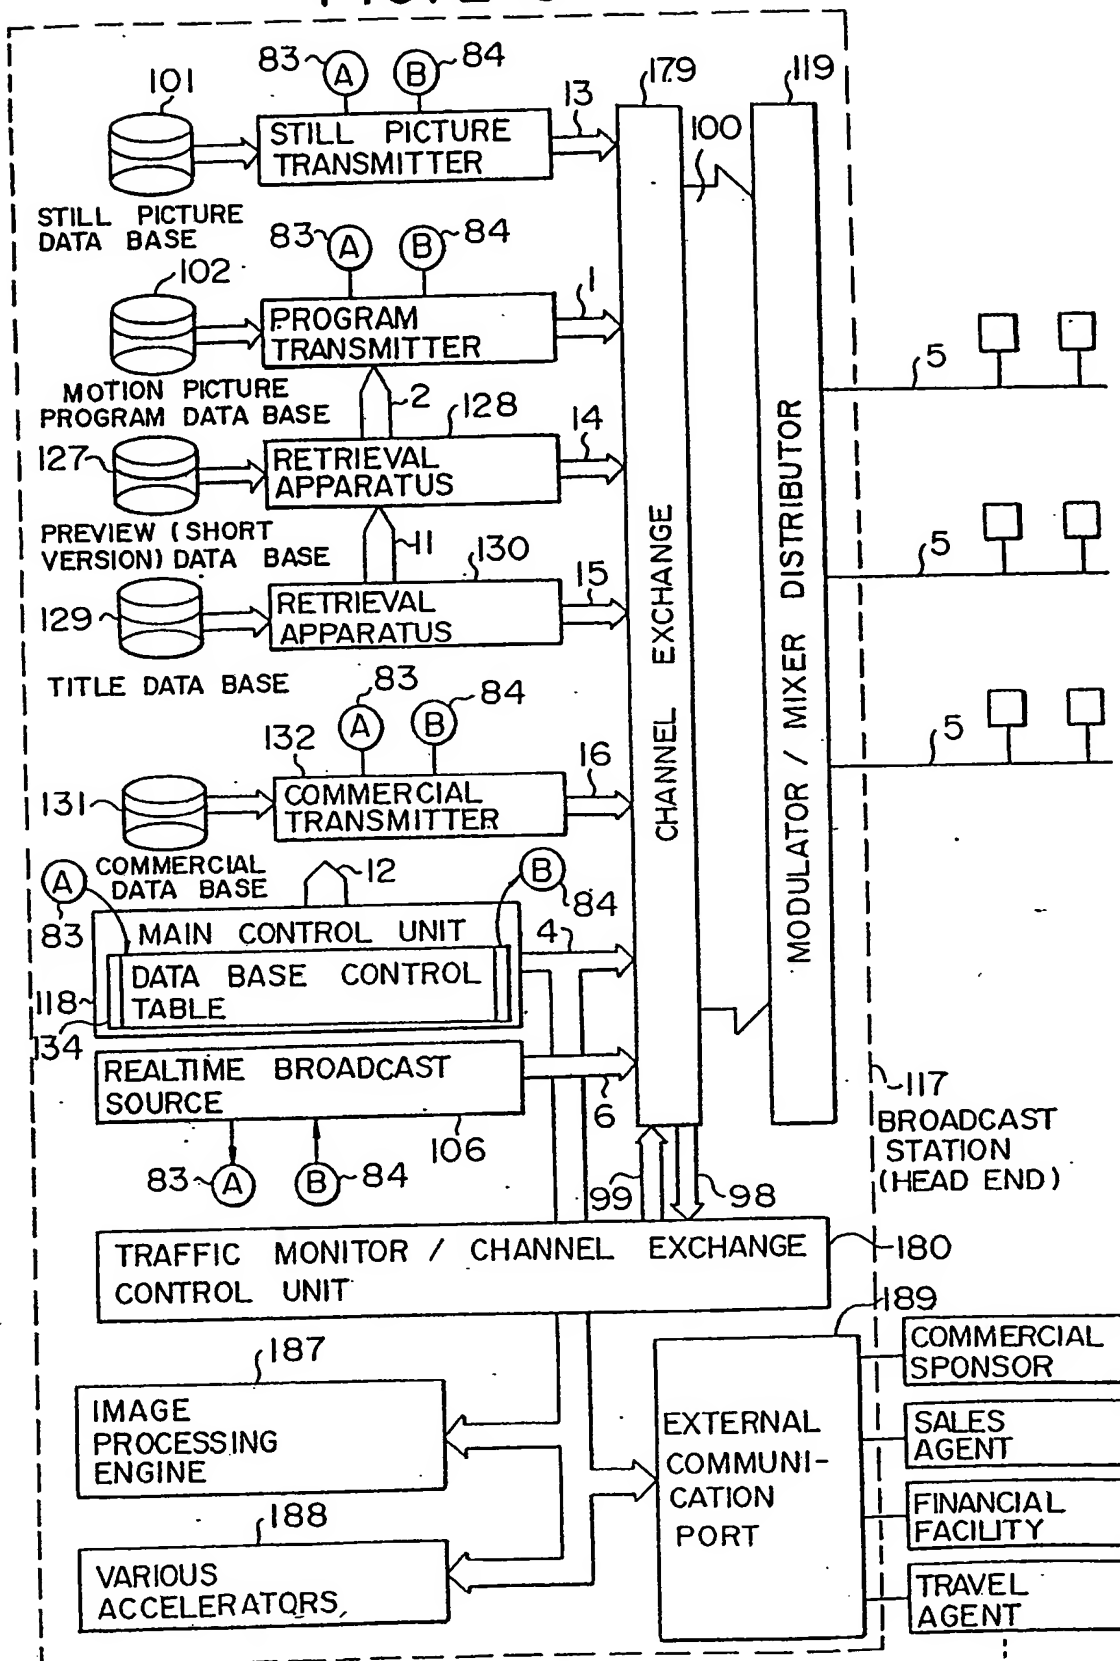 83
A
B
84
101
13
17.9
119
100
STILL PICTURE
TRANSMITTER
STILL PICTURE
DATA BASE
83
A
B
84
102
1
PROGRAM
TRANSMITTER
5
MOTION PICTURE
PROGRAM DATA BASE
2
128
127
14
RETRIEVAL
APPARATUS
PREVIEW (SHORT
VERSION) DATA BASE
11
130
5
129
15
RETRIEVAL
APPARATUS
TITLE DATA BASE
83
A
B
84
132
16
5
131
COMMERCIAL
TRANSMITTER
CHANNEL EXCHANGE
MODULATOR / MIXER DISTRIBUTOR
COMMERCIAL
DATA BASE
A
83
12
B
84
MAIN CONTROL UNIT
4
DATA BASE CONTROL
TABLE
118
134
REALTIME BROADCAST
SOURCE
6
106
83
A
B
84
99
98
117
BROADCAST
STATION
(HEAD END)
TRAFFIC MONITOR / CHANNEL EXCHANGE
CONTROL UNIT
180
189
187
IMAGE
PROCESSING
ENGINE
188
VARIOUS
ACCELERATORS
EXTERNAL
COMMUNI-
CATION
PORT
COMMERCIAL
SPONSOR
SALES
AGENT
FINANCIAL
FACILITY
TRAVEL
AGENT